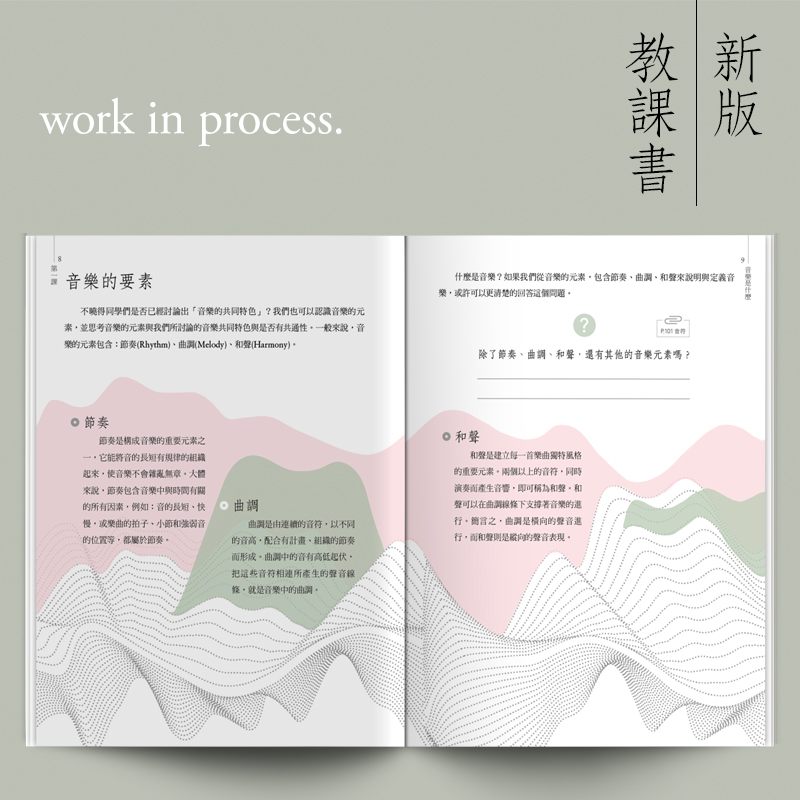 work in process.
新版
教課書
8
第一課
音樂的要素
不曉得同學們是否已經討論出「音樂的共同特色」？我們也可以認識音樂的元
素，並思考音樂的元素與我們所討論的音樂共同特色與是否有共通性。一般來說，音
樂的元素包含：節奏(Rhythm)、曲調(Melody)、和聲(Harmony)。
節奏
節奏是構成音樂的重要元素之
一，它能將音的長短有規律的組織
起來，使音樂不會雜亂無章。大體
來說，節奏包含音樂中與時間有關
的所有因素，例如：音的長短、快
慢，或樂曲的拍子、小節和強弱音
的位置等，都屬於節奏。
曲調
曲調是由連續的音符，以不同
的音高，配合有計畫、組織的節奏
而形成。曲調中的音有高低起伏，
把這些音符相連所產生的聲音線
條，就是音樂中的曲調。
9
音樂是什麼
什麼是音樂？如果我們從音樂的元素，包含節奏、曲調、和聲來說明與定義音
樂，或許可以更清楚的回答這個問題。
?
P.101 音符
除了節奏、曲調、和聲，還有其他的音樂元素嗎？
和聲
和聲是建立每一首樂曲獨特風格
的重要元素。兩個以上的音符，同時
演奏而產生音響，即可稱為和聲。和
聲可以在曲調線條下支撐著音樂的進
行。簡言之，曲調是橫向的聲音進
行，而和聲則是縱向的聲音表現。